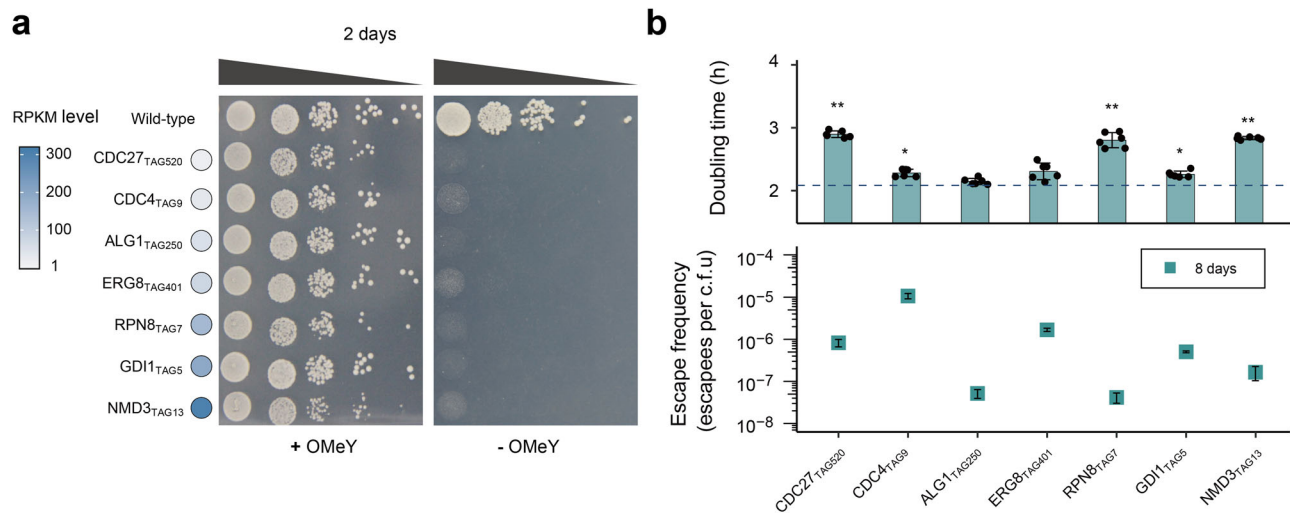 a
2 days
RPKM level
300
200
100
1
Wild-type
CDC27TAG520
CDC4TAG9
ALG1TAG250
ERG8TAG401
RPN8TAG7
GDI1TAG5
NMD3TAG13
+ OMeY
- OMeY
b
Doubling time (h)
4
3
2
**
*
**
*
**
Escape frequency
(escapees per c.f.u)
10⁻⁴
10⁻⁵
10⁻⁶
10⁻⁷
10⁻⁸
8 days
CDC27TAG520
CDC4TAG9
ALG1TAG250
ERG8TAG401
RPN8TAG7
GDI1TAG5
NMD3TAG13